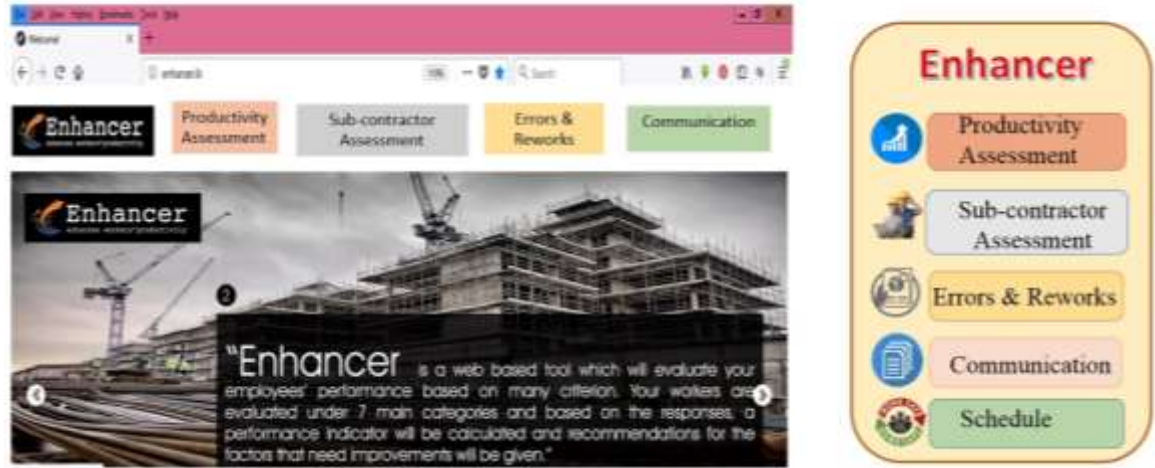 Enhancer
Productivity
Assessment
Sub-contractor
Assessment
Errors &
Reworks
Communication
Enhancer
2
"Enhancer is a web based tool which will evaluate your
employees' performance based on many criterion. Your workers are
evaluated under 7 main categories and based on the responses, a
performance indicator will be calculated and recommendations for the
factors that need improvements will be given."
Enhancer
Productivity
Assessment
Sub-contractor
Assessment
Errors & Reworks
Communication
Schedule